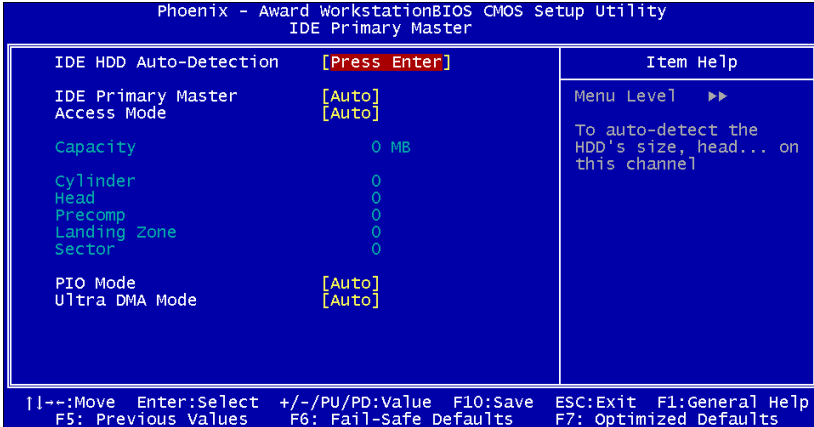 Phoenix - Award WorkstationBIOS CMOS Setup Utility
IDE Primary Master
IDE HDD Auto-Detection [Press Enter]
IDE Primary Master [Auto]
Access Mode [Auto]
Capacity 0 MB
Cylinder 0
Head 0
Precomp 0
Landing Zone 0
Sector 0
PIO Mode [Auto]
Ultra DMA Mode [Auto]
Item Help
Menu Level ▸▸
To auto-detect the
HDD's size, head... on
this channel
↑↓→←:Move Enter:Select +/-/PU/PD:Value F10:Save ESC:Exit F1:General Help
F5: Previous Values F6: Fail-Safe Defaults F7: Optimized Defaults